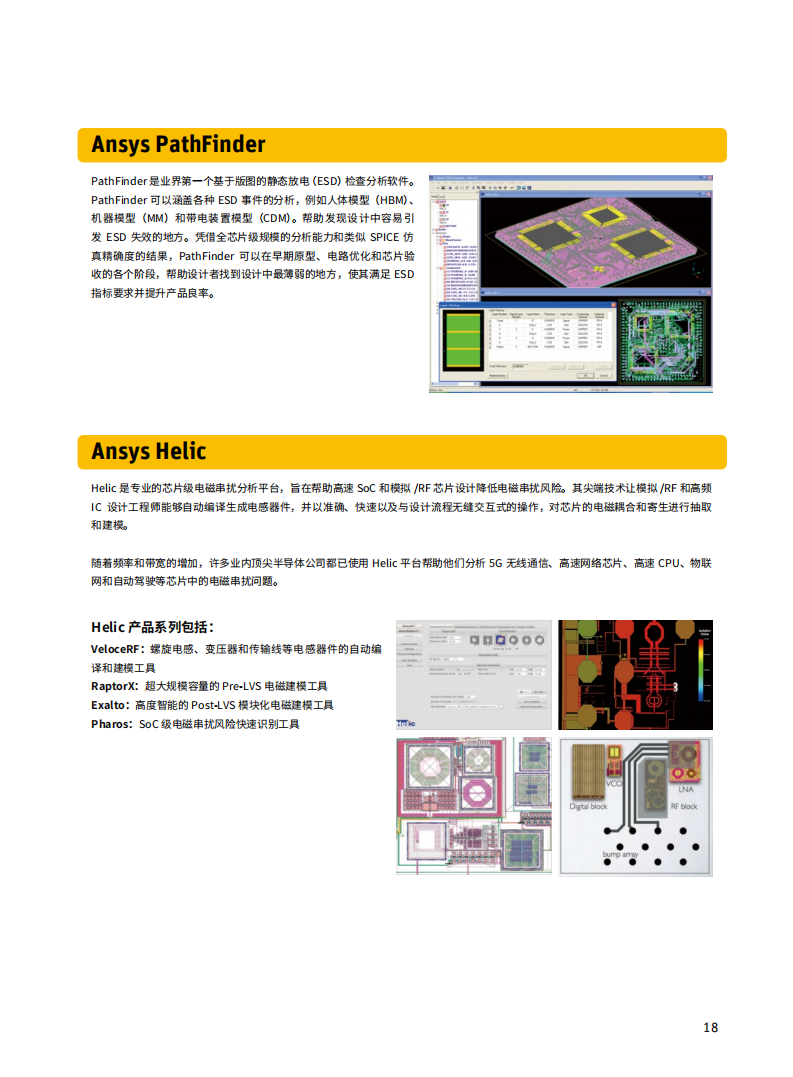 Ansys PathFinder
PathFinder 是业界第一个基于版图的静态放电（ESD）检查分析软件。
PathFinder 可以涵盖各种 ESD 事件的分析，例如人体模型（HBM）、
机器模型（MM）和带电装置模型（CDM）。帮助发现设计中容易引
发 ESD 失效的地方。凭借全芯片级规模的分析能力和类似 SPICE 仿
真精确度的结果，PathFinder 可以在早期原型、电路优化和芯片验
收的各个阶段，帮助设计者找到设计中最薄弱的地方，使其满足 ESD
指标要求并提升产品良率。
Ansys Helic
Helic 是专业的芯片级电磁串扰分析平台，旨在帮助高速 SoC 和模拟 /RF 芯片设计降低电磁串扰风险。其尖端技术让模拟 /RF 和高频
IC 设计工程师能够自动编译生成电感器件，并以准确、快速以及与设计流程无缝交互式的操作，对芯片的电磁耦合和寄生进行抽取
和建模。
随着频率和带宽的增加，许多业内顶尖半导体公司都已使用 Helic 平台帮助他们分析 5G 无线通信、高速网络芯片、高速 CPU、物联
网和自动驾驶等芯片中的电磁串扰问题。
Helic 产品系列包括：
VeloceRF：螺旋电感、变压器和传输线等电感器件的自动编
译和建模工具
RaptorX：超大规模容量的 Pre-LVS 电磁建模工具
Exalto：高度智能的 Post-LVS 模块化电磁建模工具
Pharos：SoC 级电磁串扰风险快速识别工具
Helic
VCO
LNA
Digital block
RF block
bump array
18